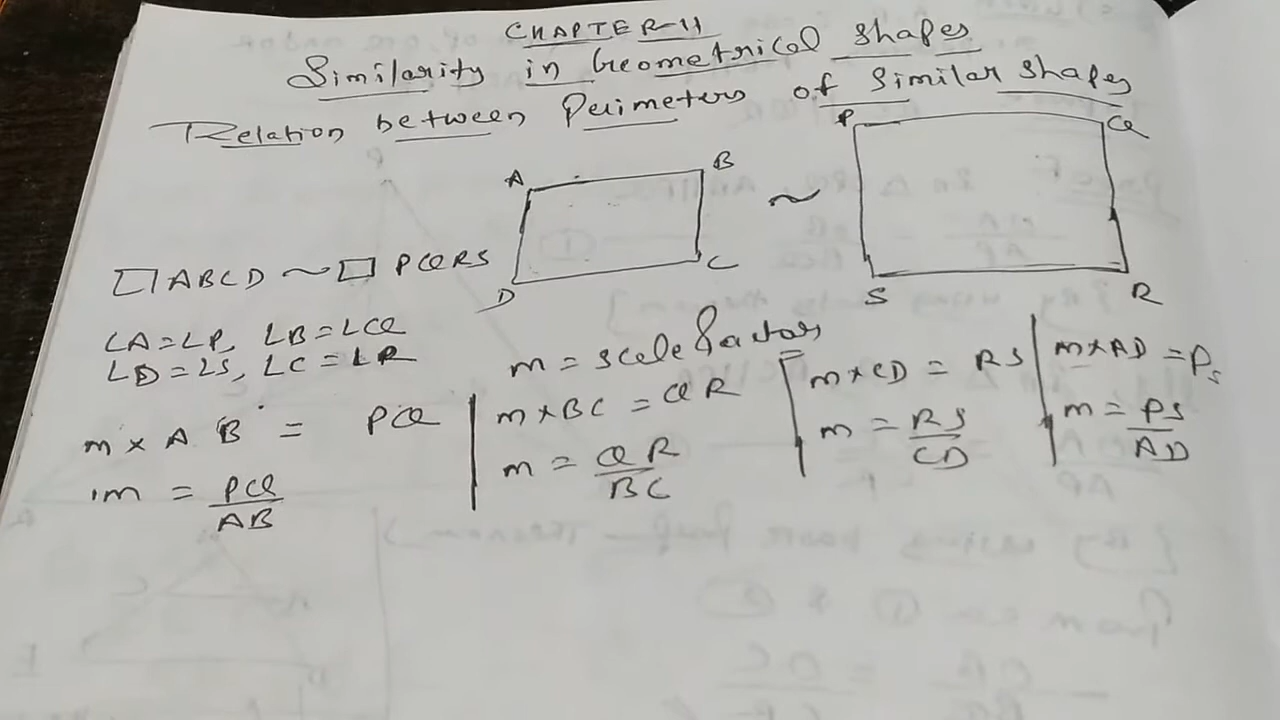 CHAPTER-11
Similarity in Geometrical shapes
Relation between Perimeters of Similar shapes
A B ~ P Q
□ABCD ~ □ PQRS
D C S R
∠A=∠P, ∠B=∠Q
∠D=∠S, ∠C=∠R
m = scale factor
m×AB = PQ
m = PQ/AB
m×BC = QR
m = QR/BC
m×CD = RS
m = RS/CD
m×AD = PS
m = PS/AD